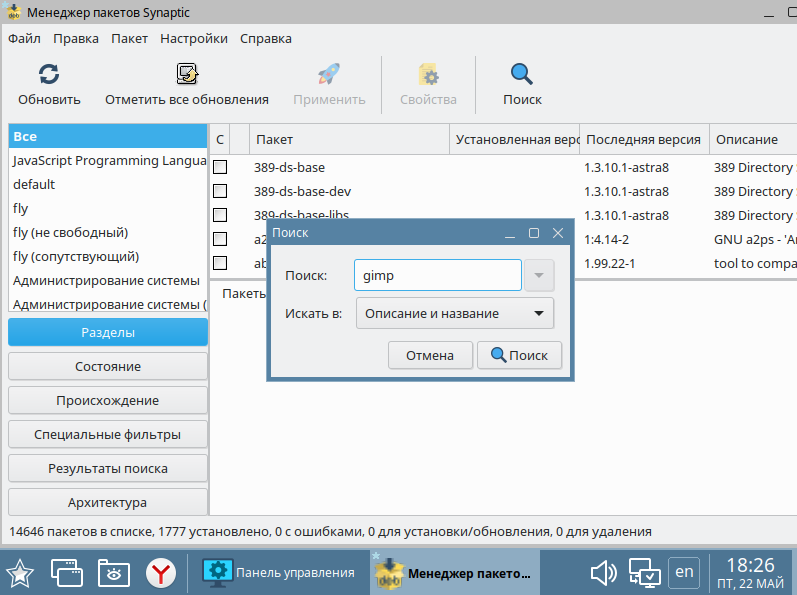 Менеджер пакетов Synaptic
Файл Правка Пакет Настройки Справка
Обновить Отметить все обновления Применить Свойства Поиск
Все
JavaScript Programming Langua
default
fly
fly (не свободный)
fly (сопутствующий)
Администрирование системы
Администрирование системы (
Разделы
Состояние
Происхождение
Специальные фильтры
Результаты поиска
Архитектура
С Пакет Установленная верс Последняя версия Описание
389-ds-base 1.3.10.1-astra8 389 Directory
389-ds-base-dev 1.3.10.1-astra8 389 Directory
389-ds-base-libs 1.3.10.1-astra8 389 Directory
a2 1:4.14-2 GNU a2ps - 'A
ab 1.99.22-1 tool to compa
Пакеты
Поиск
Поиск: gimp
Искать в: Описание и название
Отмена Поиск
14646 пакетов в списке, 1777 установлено, 0 с ошибками, 0 для установки/обновления, 0 для удаления
Панель управления Менеджер пакето... en 18:26
ПТ, 22 МАЙ